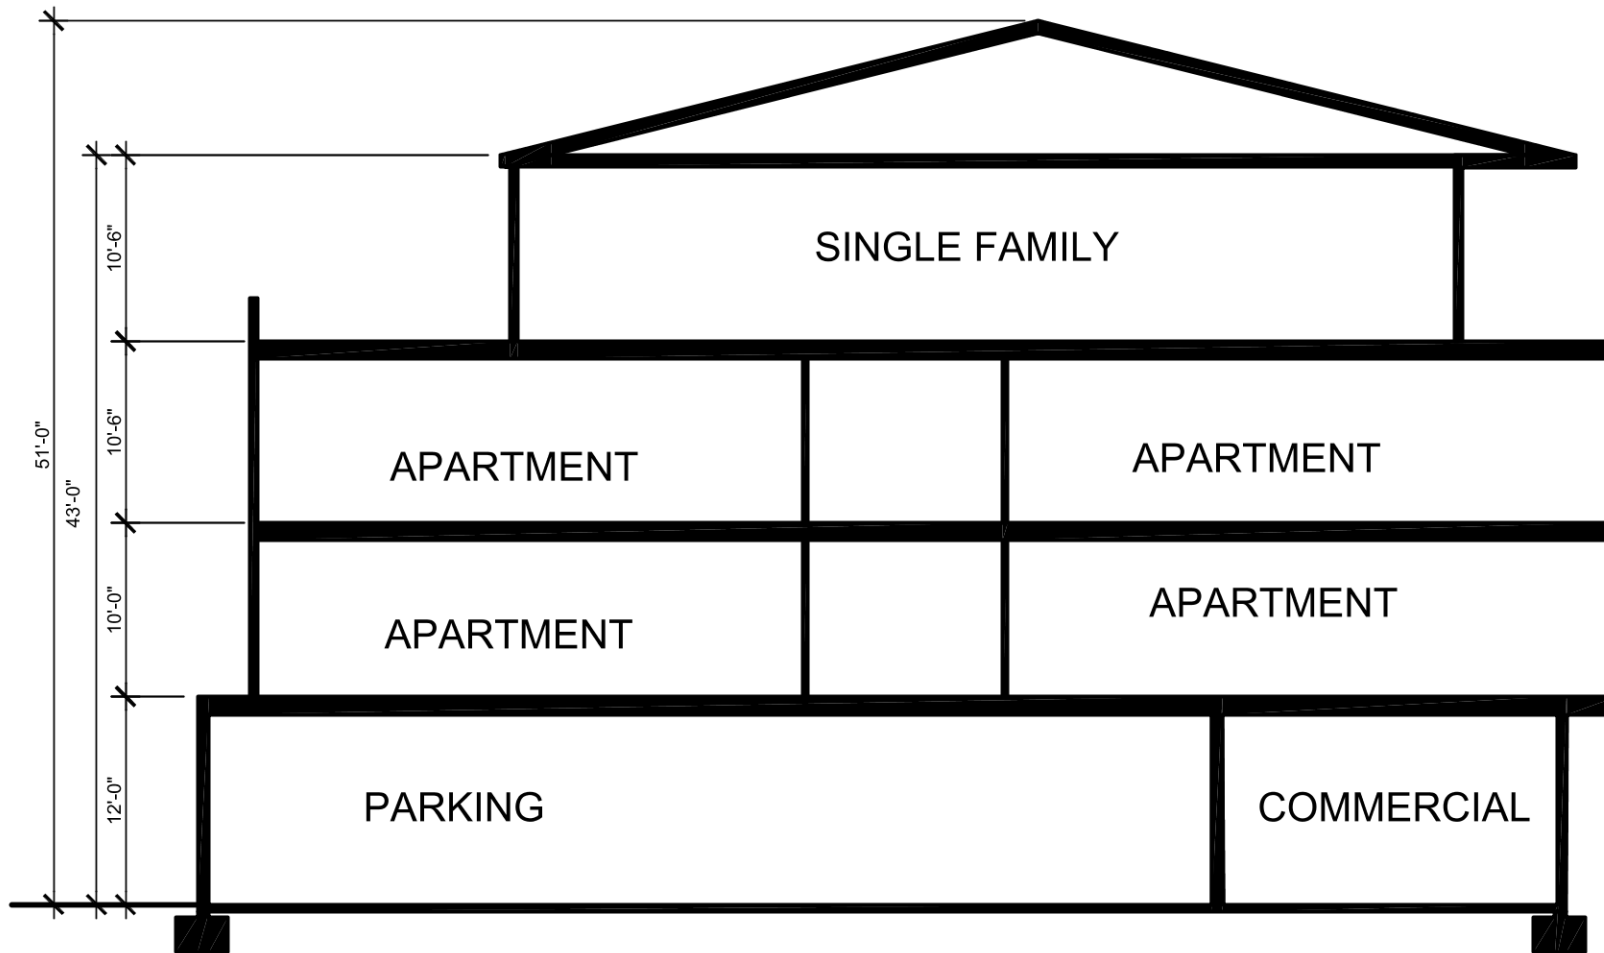 SINGLE FAMILY
10'-6"
51'-0"
43'-0"
10'-6"
APARTMENT
APARTMENT
10'-0"
APARTMENT
APARTMENT
12'-0"
PARKING
COMMERCIAL